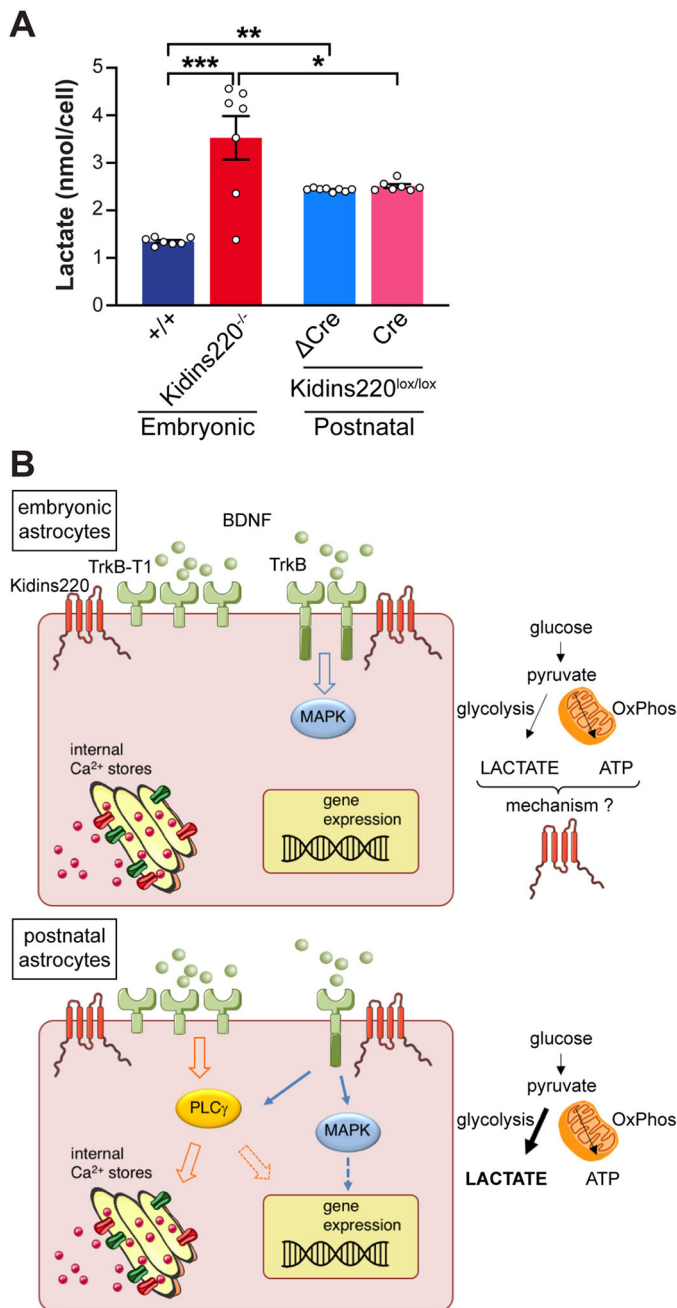 A
**
***
*
Lactate (nmol/cell)
5
4
3
2
1
0
+/+
Kidins220-/-
ΔCre
Cre
Kidins220lox/lox
Embryonic
Postnatal
B
embryonic
astrocytes
BDNF
TrkB-T1
TrkB
Kidins220
MAPK
internal
Ca2+ stores
gene
expression
glucose
pyruvate
glycolysis
OxPhos
LACTATE
ATP
mechanism ?
postnatal
astrocytes
PLCγ
MAPK
internal
Ca2+ stores
gene
expression
glucose
pyruvate
glycolysis
OxPhos
LACTATE
ATP